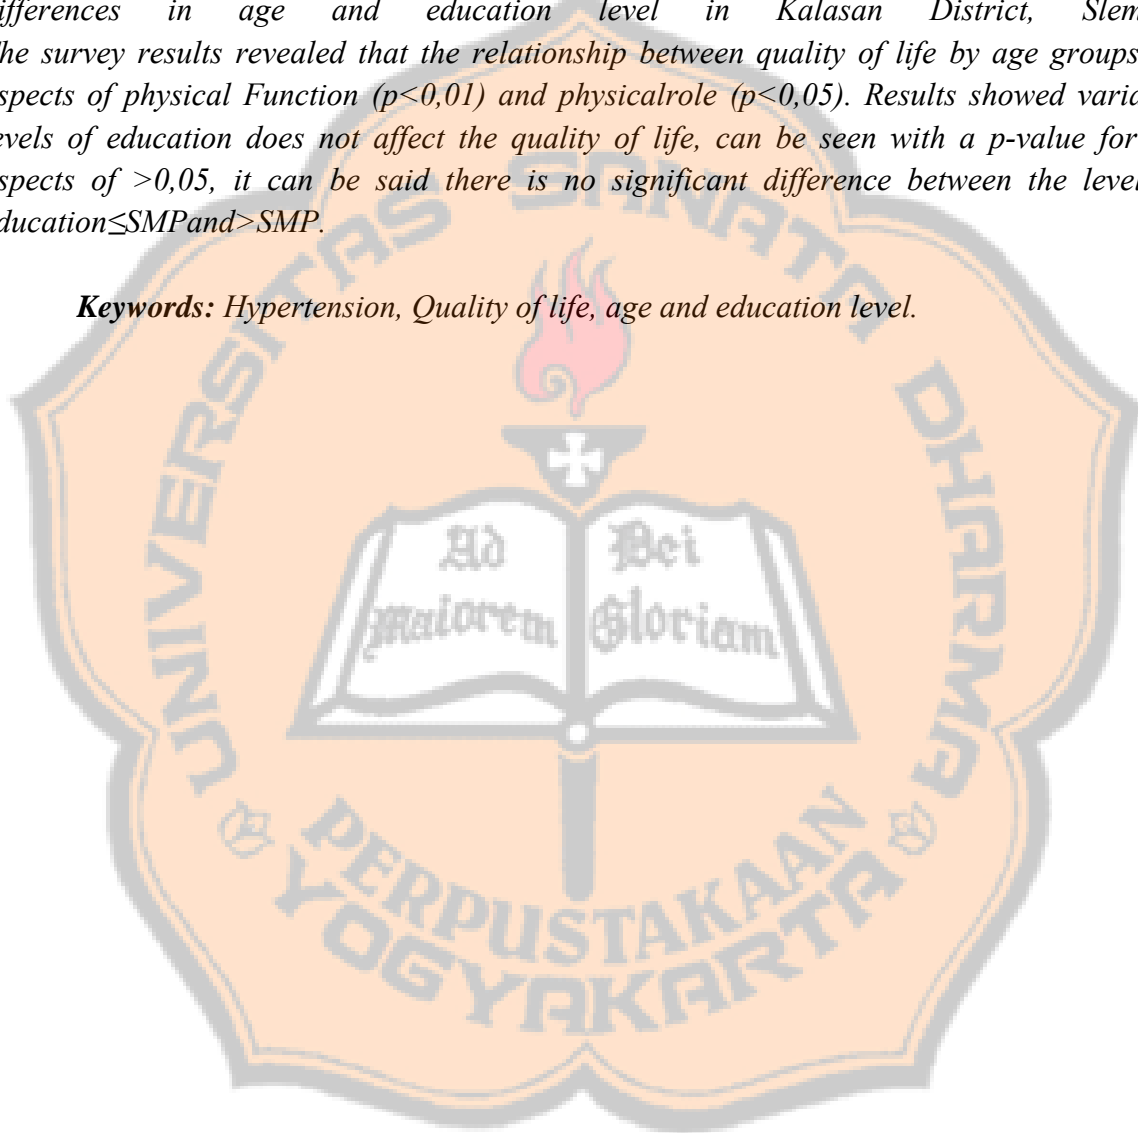 ifferences in age and education level in Kalasan District, Slem
he survey results revealed that the relationship between quality of life by age groups
spects of physical Function (p<0,01) and physicalrole (p<0,05). Results showed varia
evels of education does not affect the quality of life, can be seen with a p-value for
spects of >0,05, it can be said there is no significant difference between the level
ducation≤SMPand>SMP.
Keywords: Hypertension, Quality of life, age and education level.
UNIVERSITAS SANATA DHARMA
Ad Dei
Maiorem Gloriam
PERPUSTAKAAN
YOGYAKARTA